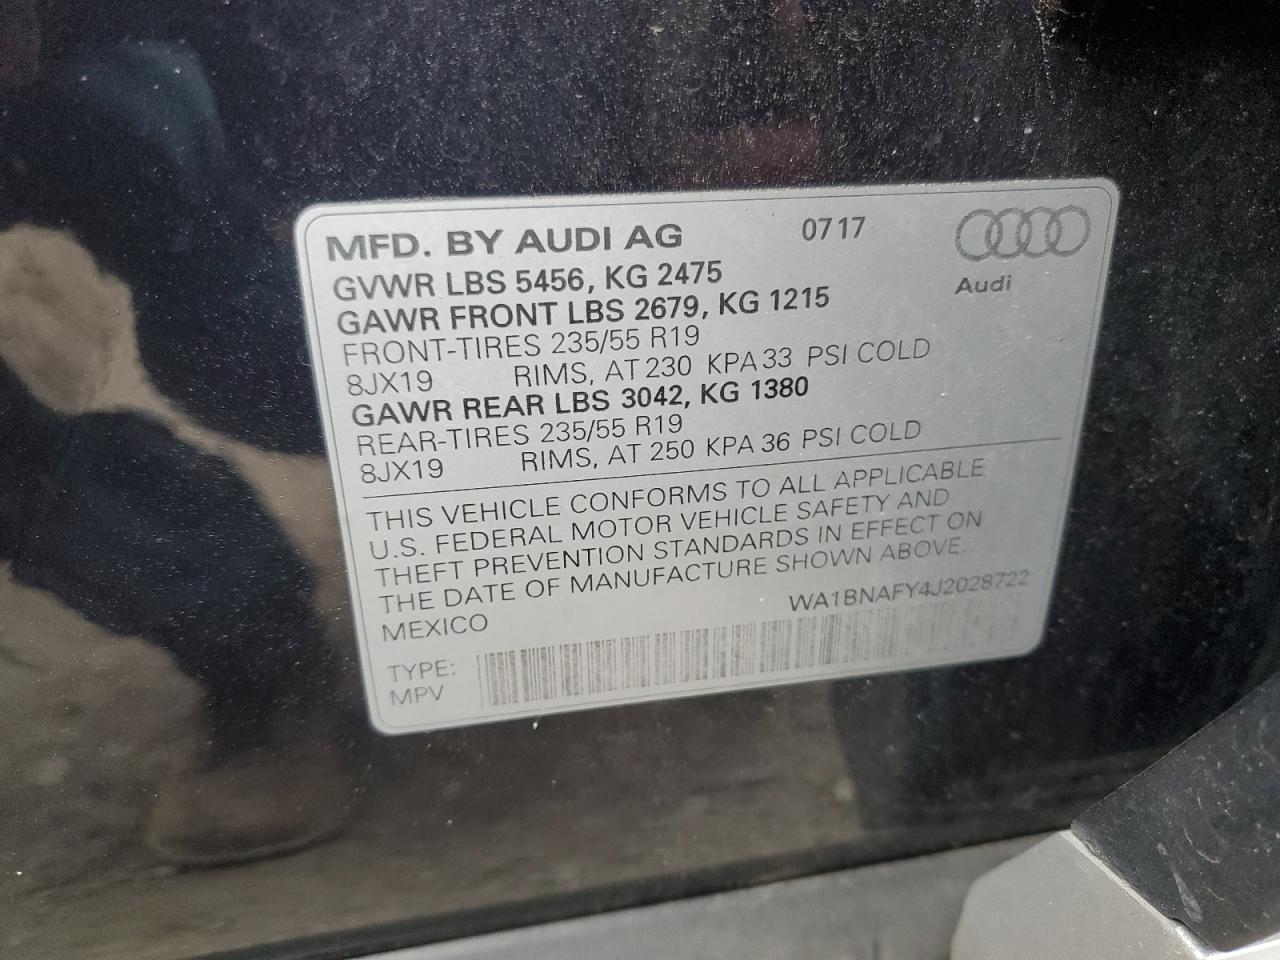 MFD. BY AUDI AG 0717
GVWR LBS 5456, KG 2475
Audi
GAWR FRONT LBS 2679, KG 1215
FRONT-TIRES 235/55 R19
8JX19 RIMS, AT 230 KPA 33 PSI COLD
GAWR REAR LBS 3042, KG 1380
REAR-TIRES 235/55 R19
8JX19 RIMS, AT 250 KPA 36 PSI COLD
THIS VEHICLE CONFORMS TO ALL APPLICABLE
U.S. FEDERAL MOTOR VEHICLE SAFETY AND
THEFT PREVENTION STANDARDS IN EFFECT ON
THE DATE OF MANUFACTURE SHOWN ABOVE.
MEXICO WA1BNAFY4J2028722
TYPE:
MPV